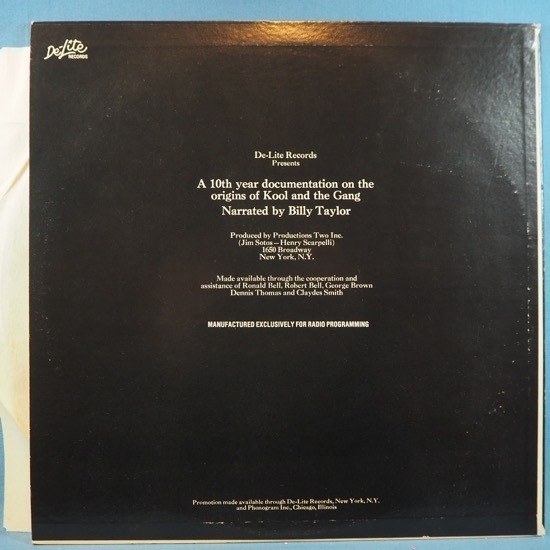 De-Lite
RECORDS
De-Lite Records
Presents
A 10th year documentation on the
origins of Kool and the Gang
Narrated by Billy Taylor
Produced by Productions Two Inc.
(Jim Sotos – Henry Scarpelli)
1650 Broadway
New York, N.Y.
Made available through the cooperation and
assistance of Ronald Bell, Robert Bell, George Brown
Dennis Thomas and Claydes Smith
MANUFACTURED EXCLUSIVELY FOR RADIO PROGRAMMING
Promotion made available through De-Lite Records, New York, N.Y.
and Phonogram Inc., Chicago, Illinois